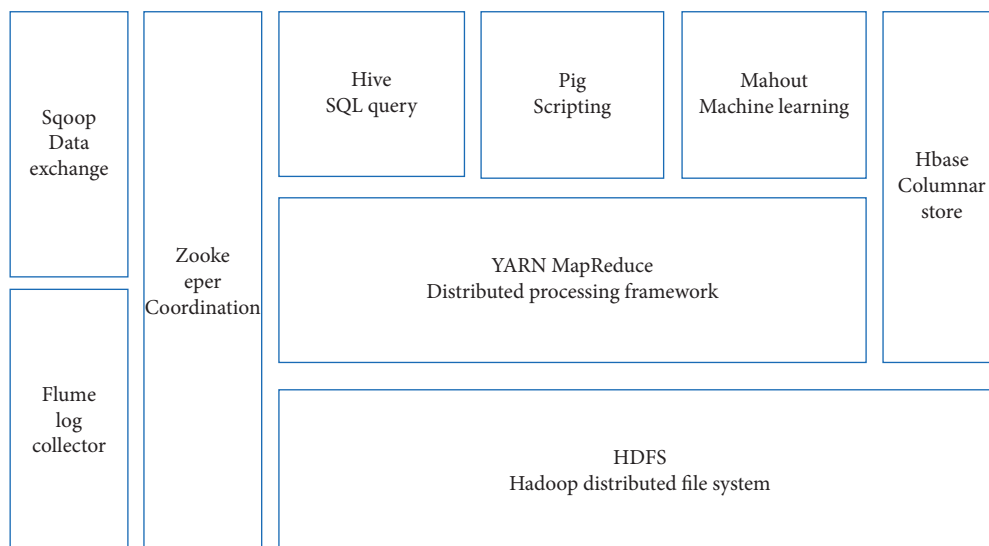 Sqoop
Data
exchange
Flume
log
collector
Zooke
eper
Coordination
Hive
SQL query
Pig
Scripting
Mahout
Machine learning
Hbase
Columnar
store
YARN MapReduce
Distributed processing framework
HDFS
Hadoop distributed file system